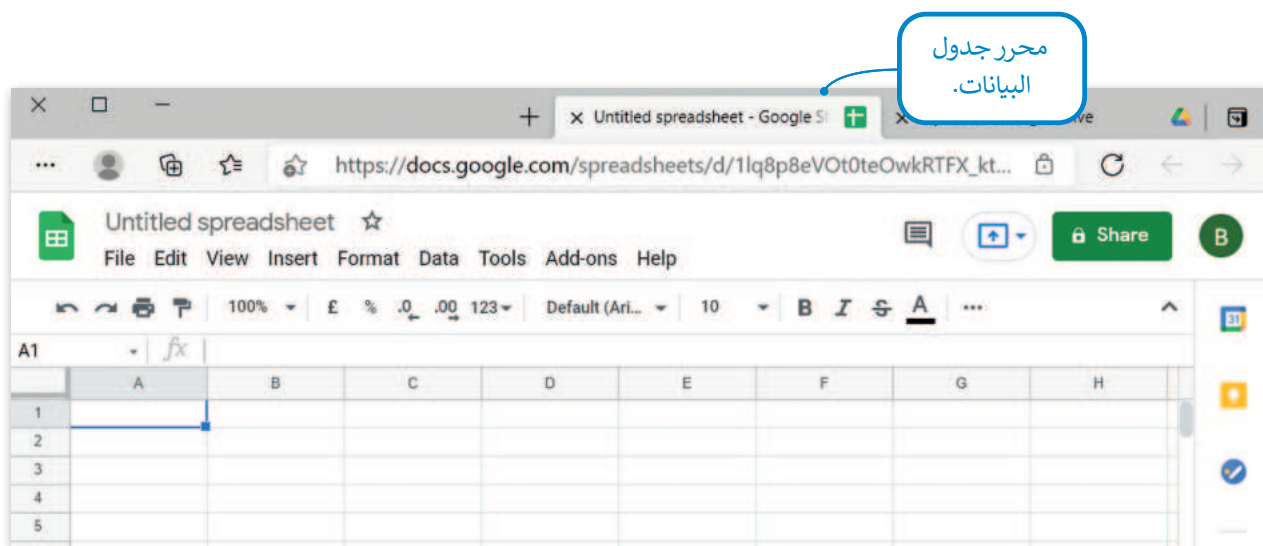 محرر جدول
البيانات.
Untitled spreadsheet - Google S
ve
https://docs.google.com/spreadsheets/d/1lq8p8eVOt0teOwkRTFX_kt...
Untitled spreadsheet
Share
B
File Edit View Insert Format Data Tools Add-ons Help
100% £ % .0 .00 123 Default (Ari... 10 B I S A ...
31
A1 fx
A B C D E F G H
1
2
3
4
5